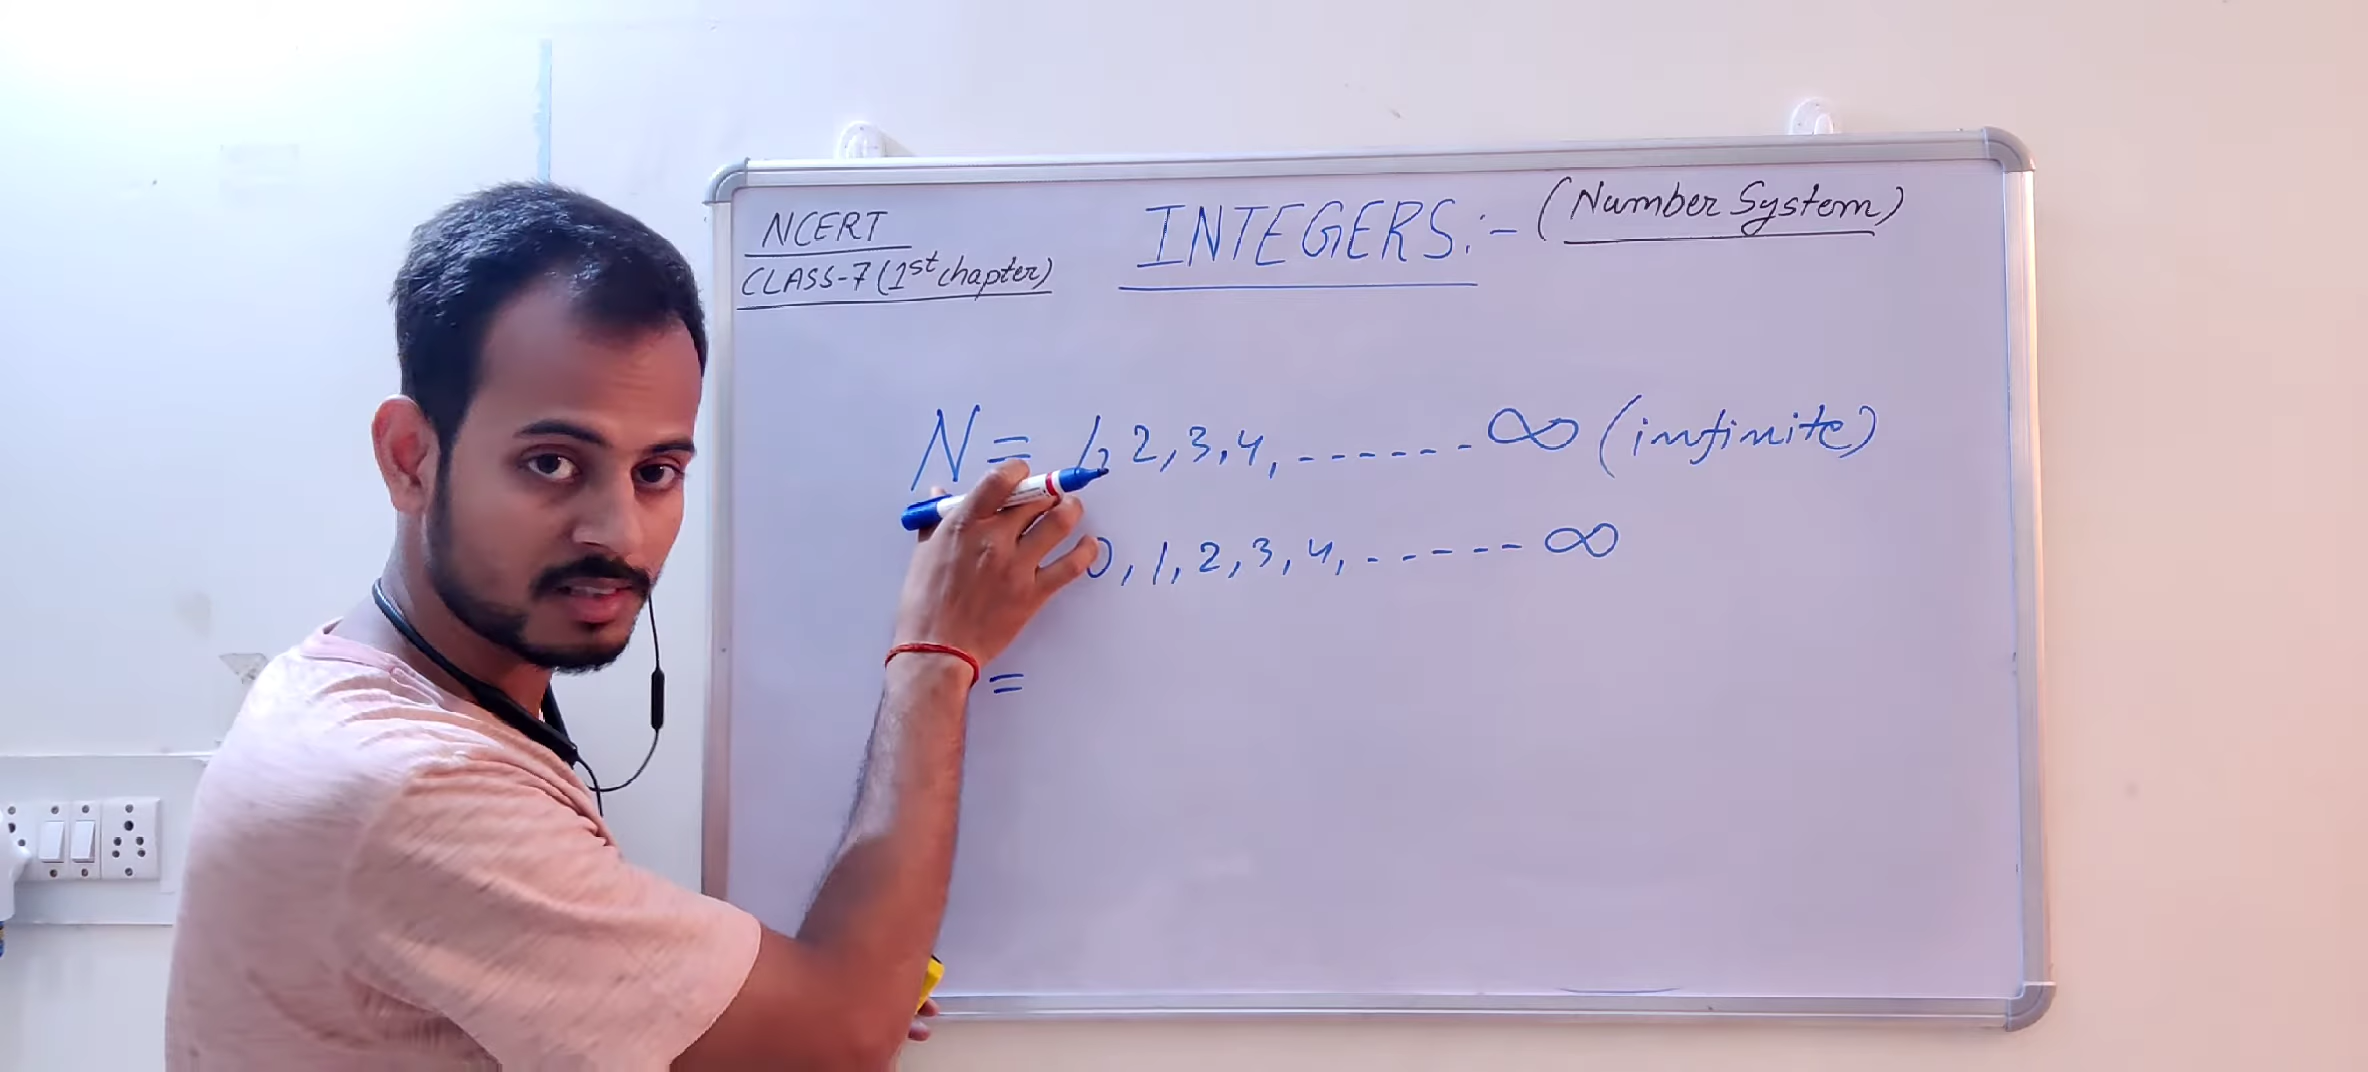 NCERT
CLASS-7 (1st chapter)
INTEGERS:- (Number System)
N = 1, 2, 3, 4, ------- ∞ (infinite)
0, 1, 2, 3, 4, ------ ∞
=